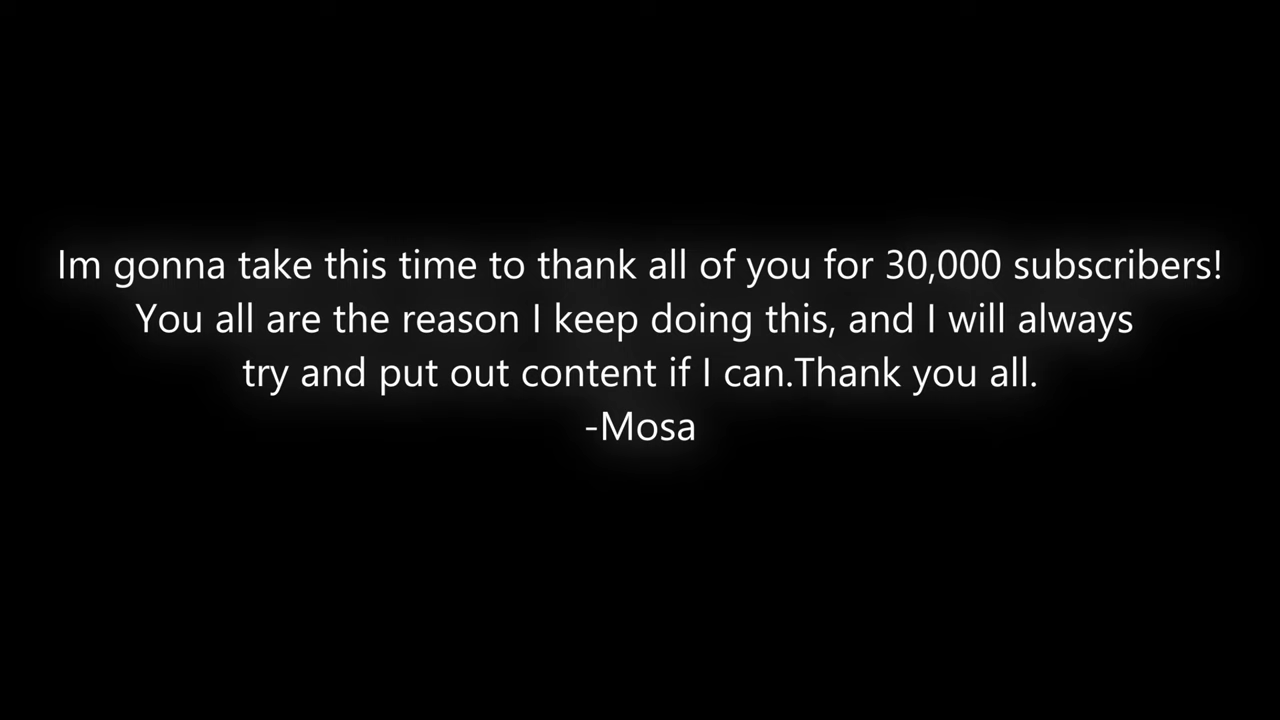 Im gonna take this time to thank all of you for 30,000 subscribers!
You all are the reason I keep doing this, and I will always
try and put out content if I can.Thank you all.
-Mosa